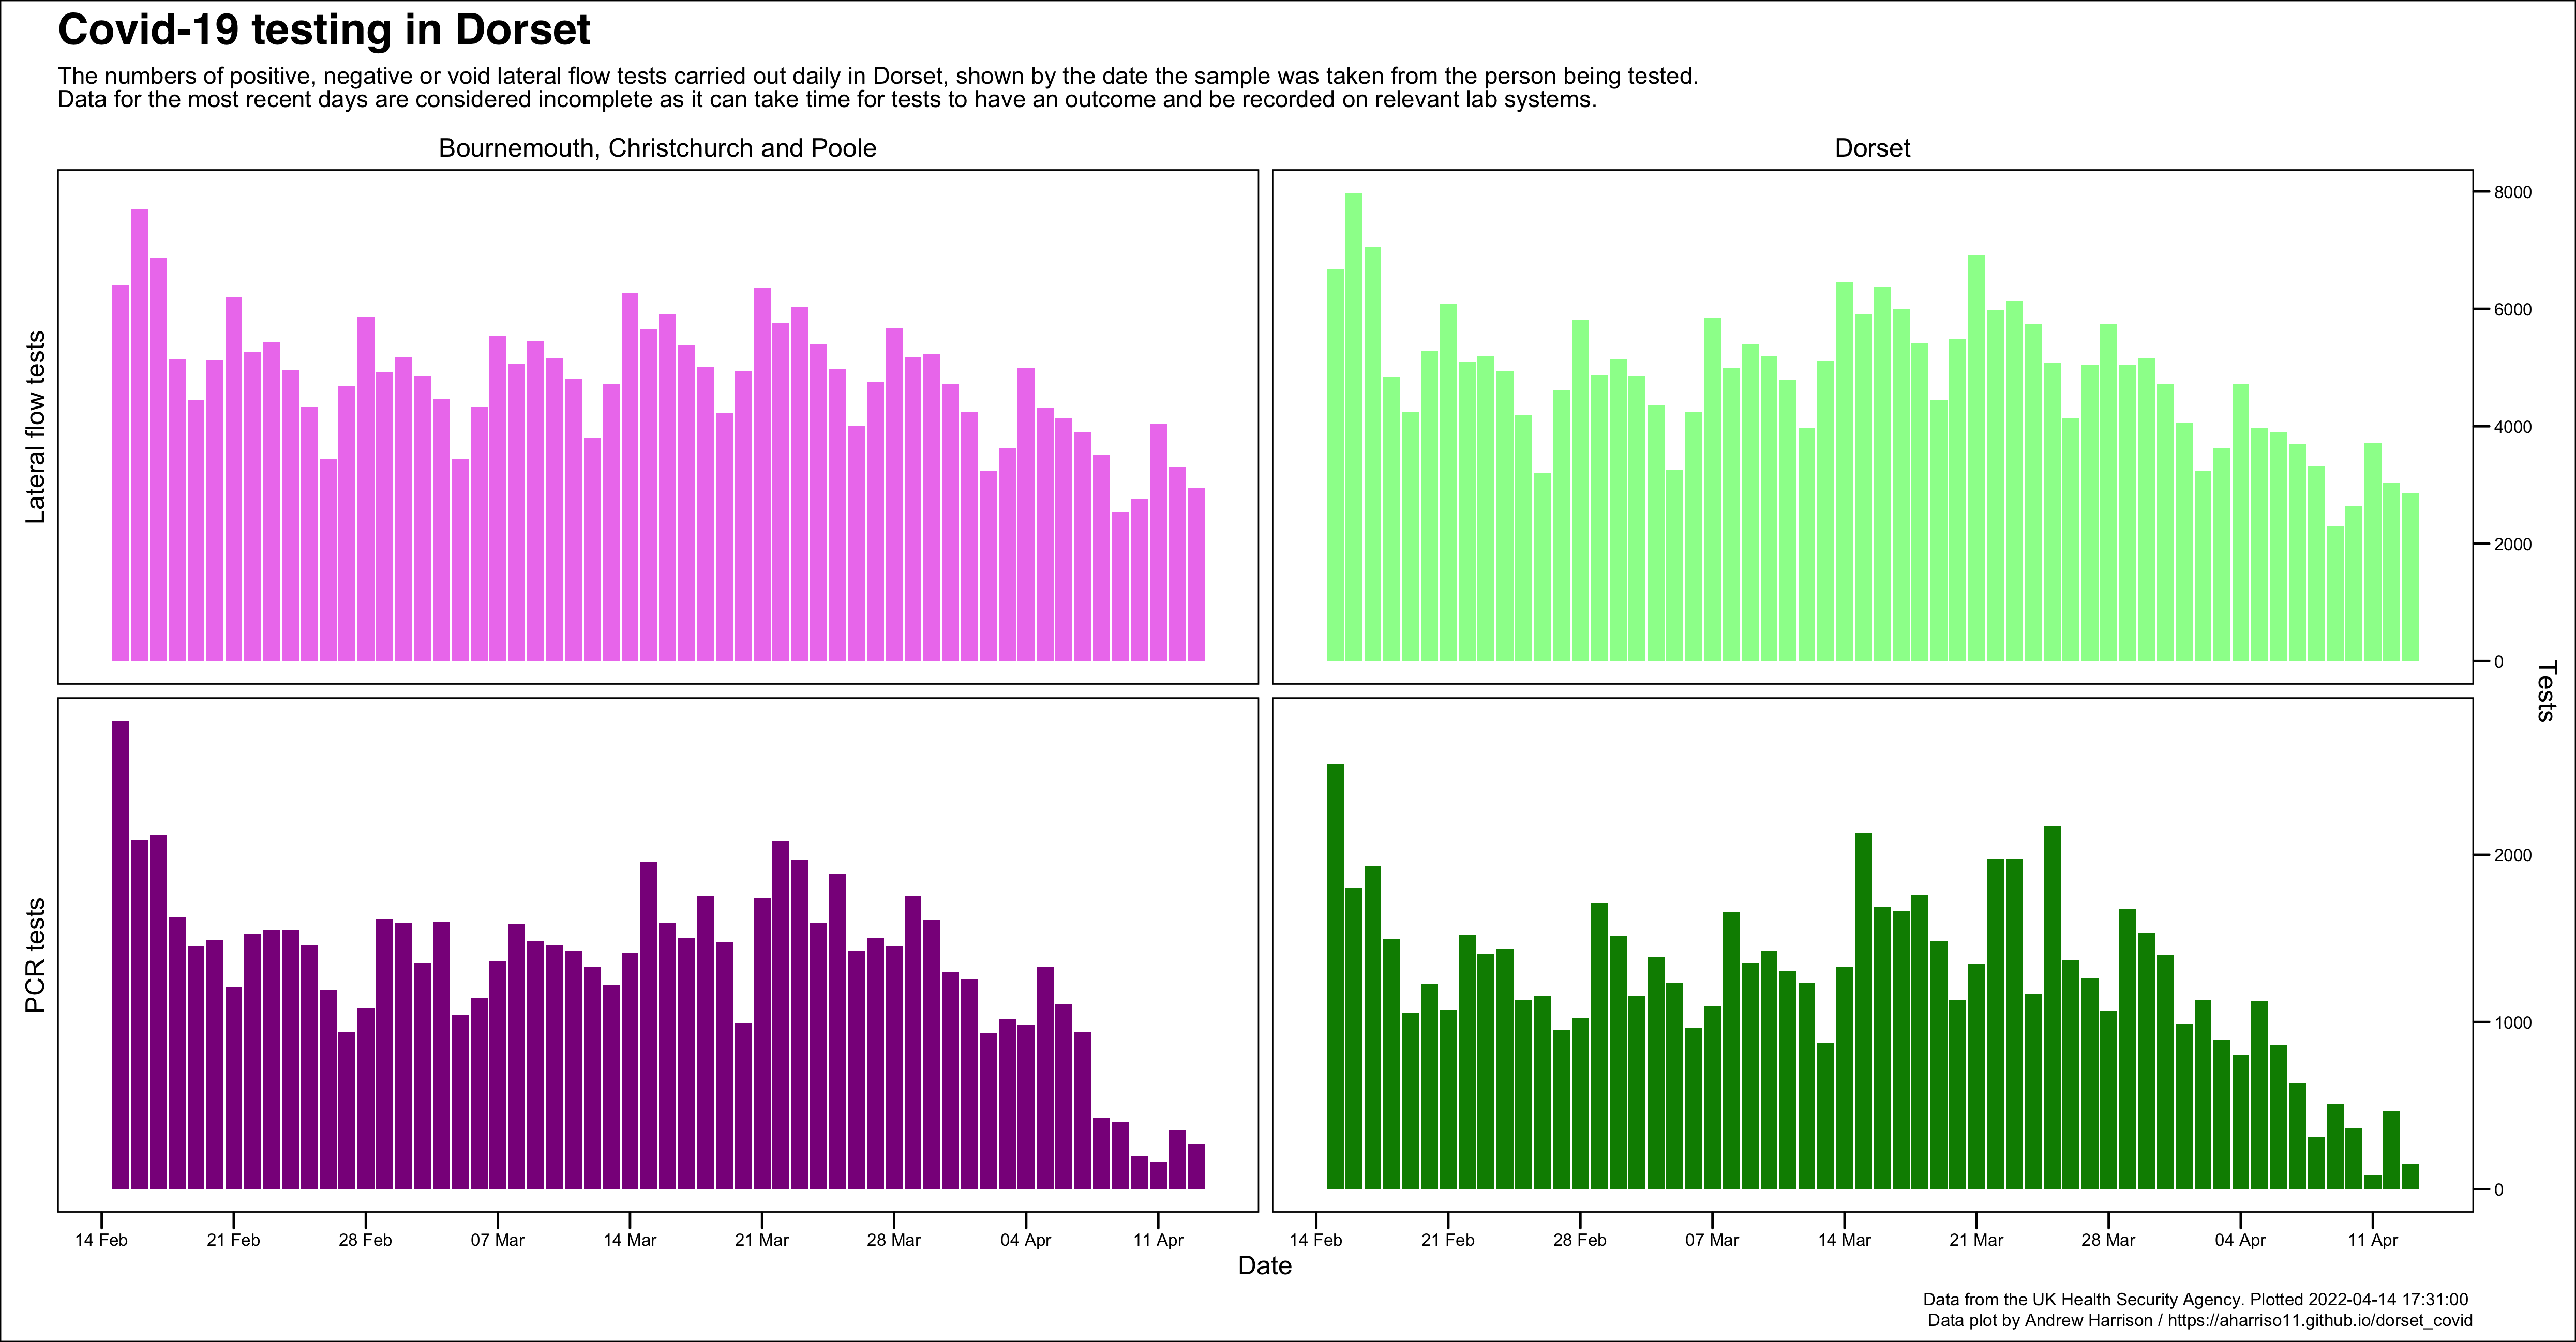 Covid-19 testing in Dorset
The numbers of positive, negative or void lateral flow tests carried out daily in Dorset, shown by the date the sample was taken from the person being tested.
Data for the most recent days are considered incomplete as it can take time for tests to have an outcome and be recorded on relevant lab systems.
Bournemouth, Christchurch and Poole
Dorset
Lateral flow tests
8000
6000
4000
2000
0
Tests
PCR tests
2000
1000
0
14 Feb
21 Feb
28 Feb
07 Mar
14 Mar
21 Mar
28 Mar
04 Apr
11 Apr
14 Feb
21 Feb
28 Feb
07 Mar
14 Mar
21 Mar
28 Mar
04 Apr
11 Apr
Date
Data from the UK Health Security Agency. Plotted 2022-04-14 17:31:00
Data plot by Andrew Harrison / https://aharriso11.github.io/dorset_covid